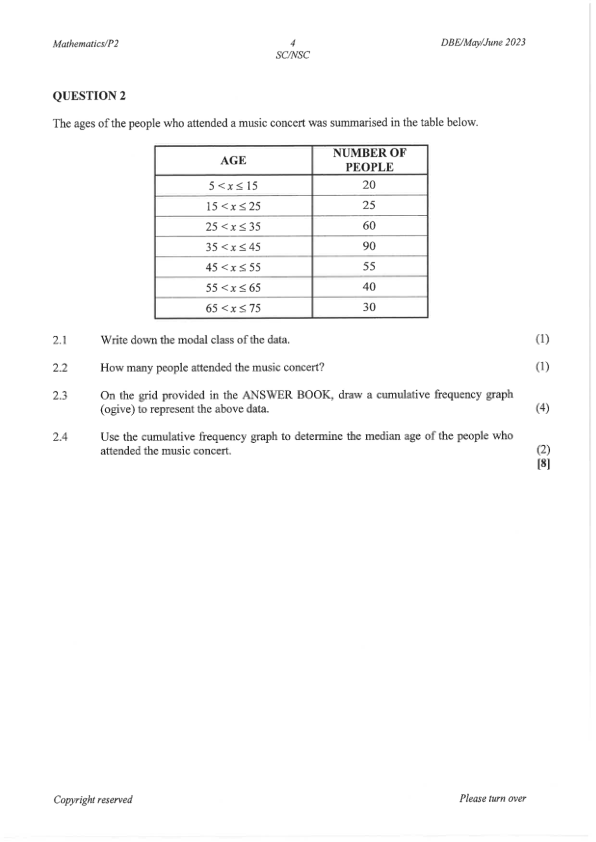 Mathematics/P2 4 DBE/May/June 2023
SC/NSC
QUESTION 2
The ages of the people who attended a music concert was summarised in the table below.
AGE NUMBER OF PEOPLE
5 < x ≤ 15 20
15 < x ≤ 25 25
25 < x ≤ 35 60
35 < x ≤ 45 90
45 < x ≤ 55 55
55 < x ≤ 65 40
65 < x ≤ 75 30
2.1 Write down the modal class of the data. (1)
2.2 How many people attended the music concert? (1)
2.3 On the grid provided in the ANSWER BOOK, draw a cumulative frequency graph
(ogive) to represent the above data. (4)
2.4 Use the cumulative frequency graph to determine the median age of the people who
attended the music concert. (2)
[8]
Copyright reserved Please turn over